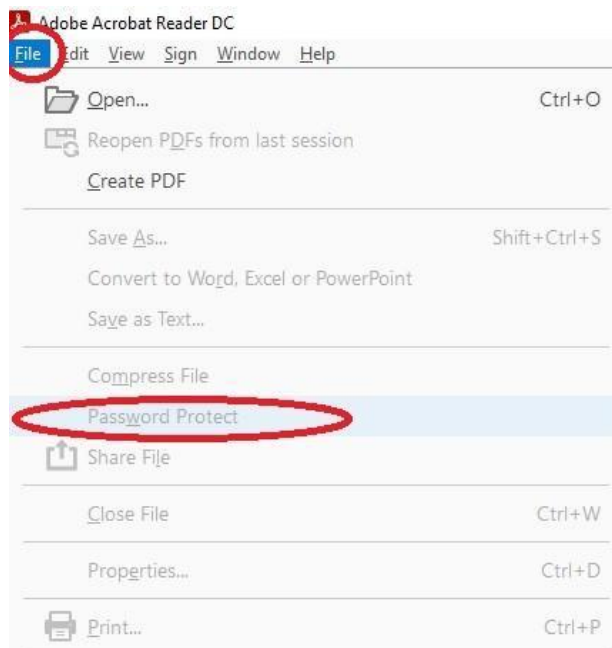 Adobe Acrobat Reader DC
File Edit View Sign Window Help
Open... Ctrl+O
Reopen PDFs from last session
Create PDF
Save As... Shift+Ctrl+S
Convert to Word, Excel or PowerPoint
Save as Text...
Compress File
Password Protect
Share File
Close File Ctrl+W
Properties... Ctrl+D
Print... Ctrl+P